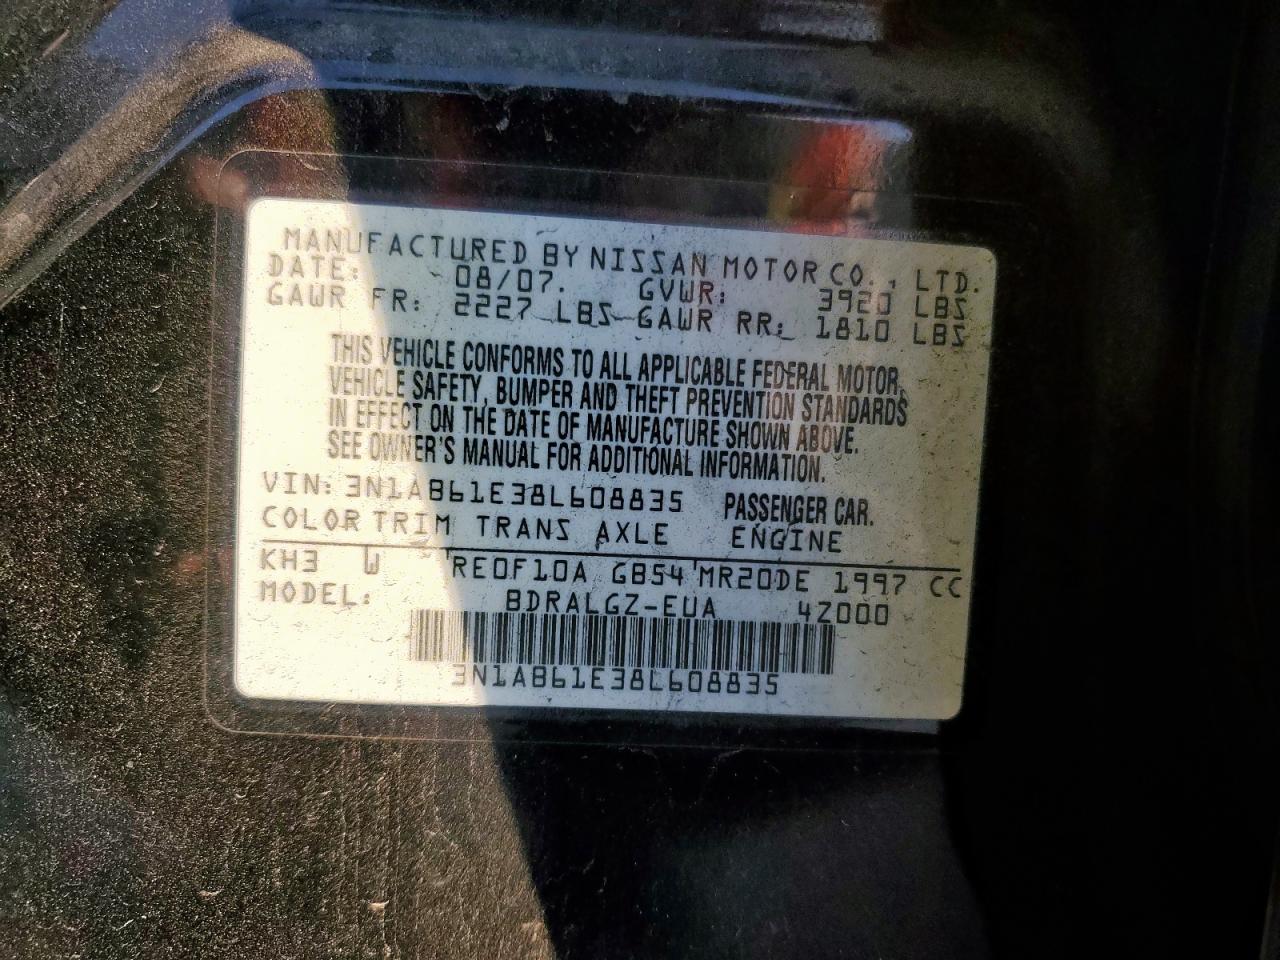 MANUFACTURED BY NISSAN MOTOR CO., LTD.
DATE: 08/07. GVWR: 3920 LBS
GAWR FR: 2227 LBS GAWR RR: 1810 LBS
THIS VEHICLE CONFORMS TO ALL APPLICABLE FEDERAL MOTOR
VEHICLE SAFETY, BUMPER AND THEFT PREVENTION STANDARDS
IN EFFECT ON THE DATE OF MANUFACTURE SHOWN ABOVE.
SEE OWNER'S MANUAL FOR ADDITIONAL INFORMATION.
VIN: 3N1AB61E38L608835 PASSENGER CAR.
COLOR TRIM TRANS AXLE ENGINE
KH3 W RE0F10A GB54 MR20DE 1997 CC
MODEL: BDRALGZ-EUA 4Z000
3N1AB61E38L608835